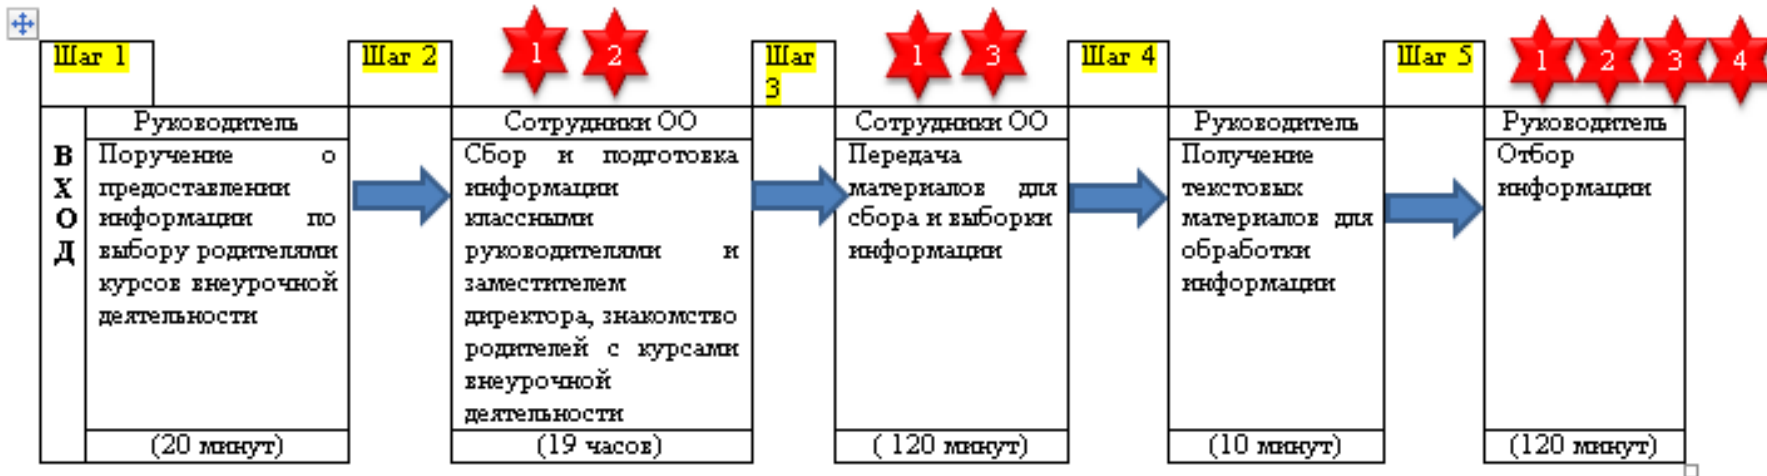 Шаг 1
Шаг 2
1 2
Шаг
3
1 3
Шаг 4
Шаг 5
1 2 3 4
В
Х
О
Д
Руководитель
Поручение о
предоставлении
информации по
выбору родителями
курсов внеурочной
деятельности
(20 минут)
Сотрудники ОО
Сбор и подготовка
информации
классными
руководителями и
заместителем
директора, знакомство
родителей с курсами
внеурочной
деятельности
(19 часов)
Сотрудники ОО
Передача
материалов для
сбора и выборки
информации
( 120 минут)
Руководитель
Получение
текстовых
материалов для
обработки
информации
(10 минут)
Руководитель
Отбор
информации
(120 минут)